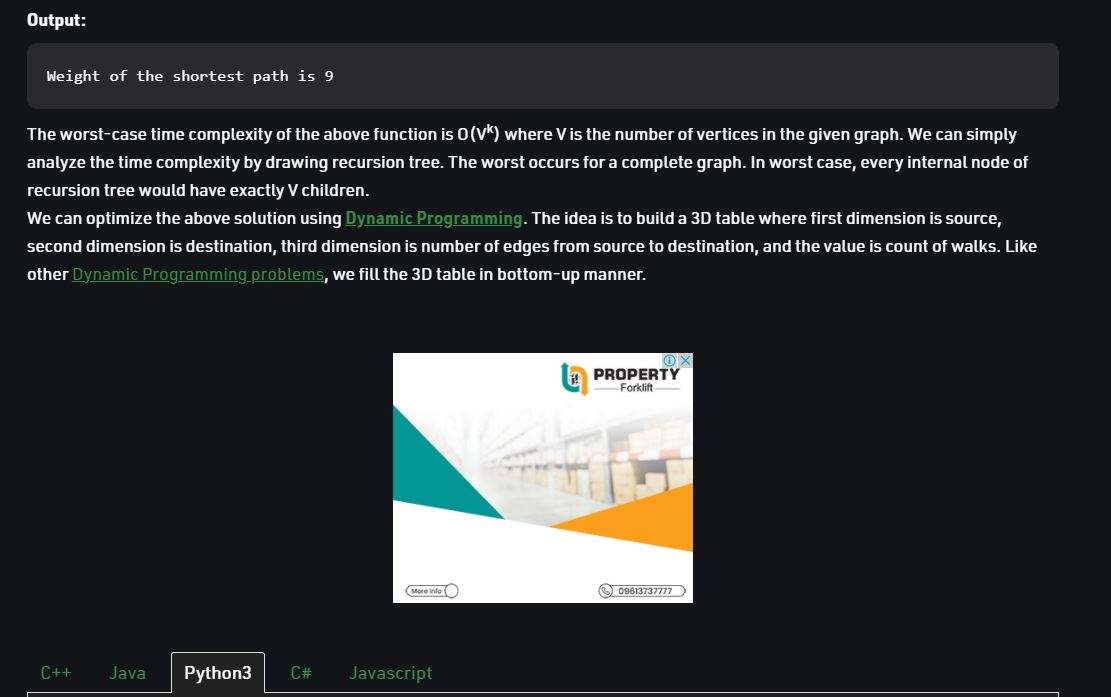 Output:
Weight of the shortest path is 9
The worst-case time complexity of the above function is O(Vᵏ) where V is the number of vertices in the given graph. We can simply
analyze the time complexity by drawing recursion tree. The worst occurs for a complete graph. In worst case, every internal node of
recursion tree would have exactly V children.
We can optimize the above solution using Dynamic Programming. The idea is to build a 3D table where first dimension is source,
second dimension is destination, third dimension is number of edges from source to destination, and the value is count of walks. Like
other Dynamic Programming problems, we fill the 3D table in bottom-up manner.
PROPERTY
Forklift
More Info
09613737777
C++ Java Python3 C# Javascript